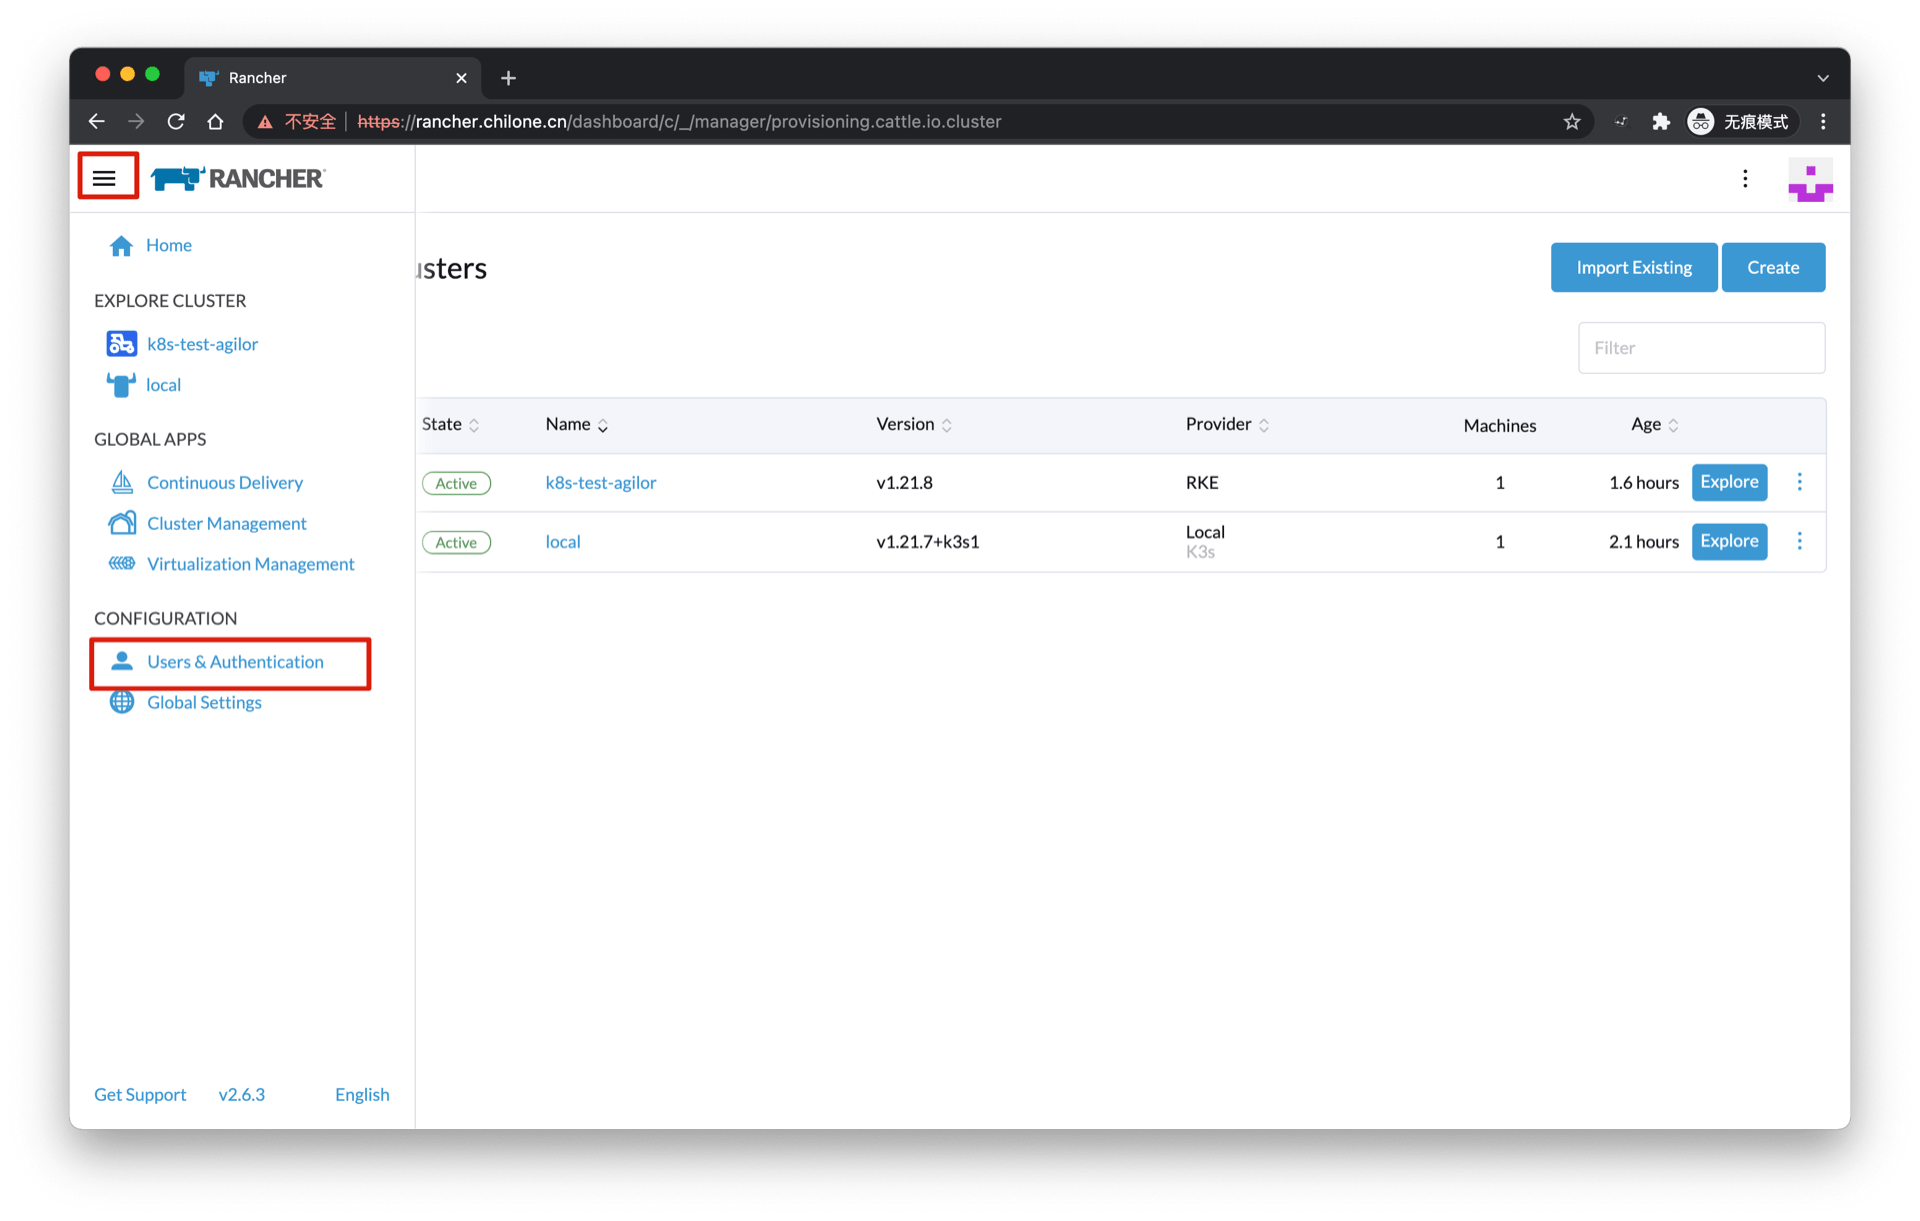 Rancher
不安全 https://rancher.chilone.cn/dashboard/c/_/manager/provisioning.cattle.io.cluster 无痕模式
RANCHER
Home
EXPLORE CLUSTER
k8s-test-agilor
local
GLOBAL APPS
Continuous Delivery
Cluster Management
Virtualization Management
CONFIGURATION
Users & Authentication
Global Settings
Get Support v2.6.3 English
usters Import Existing Create
Filter
State Name Version Provider Machines Age
Active k8s-test-agilor v1.21.8 RKE 1 1.6 hours Explore
Active local v1.21.7+k3s1 Local 1 2.1 hours Explore
K3s